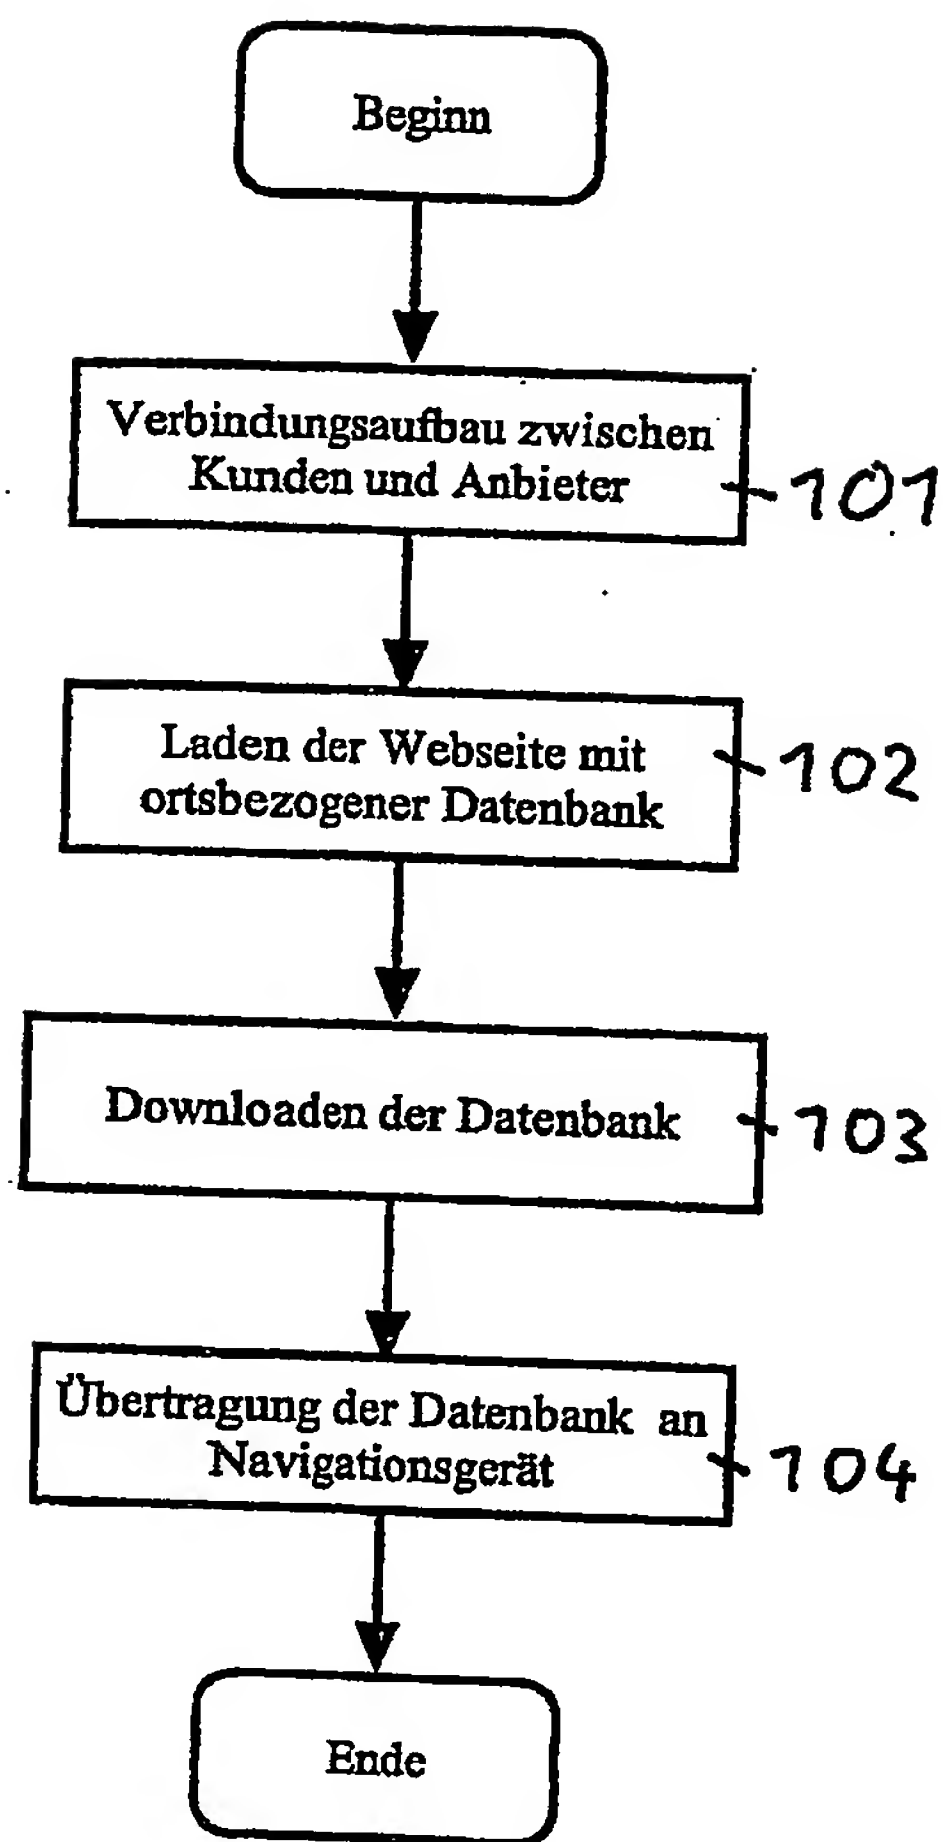 Beginn
Verbindungsaufbau zwischen
Kunden und Anbieter
101
Laden der Webseite mit
ortsbezogener Datenbank
102
Downloaden der Datenbank
103
Übertragung der Datenbank an
Navigationsgerät
104
Ende